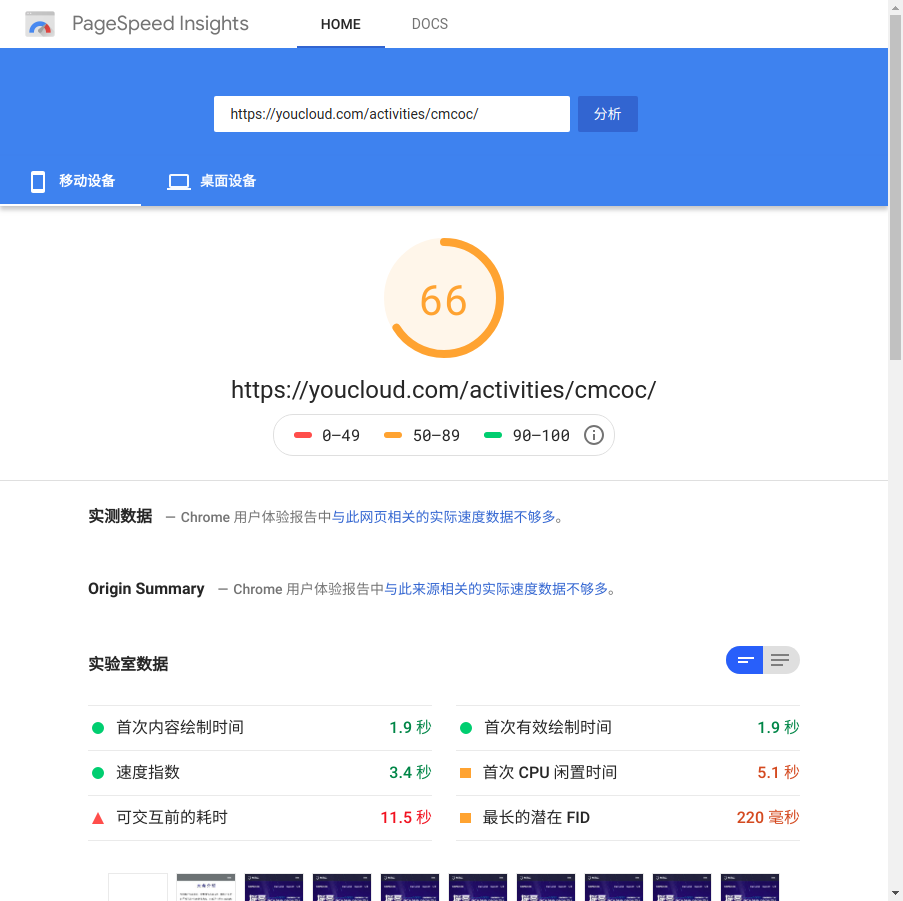 PageSpeed Insights HOME DOCS
https://youcloud.com/activities/cmcoc/ 分析
移动设备 桌面设备
66
https://youcloud.com/activities/cmcoc/
0–49 50–89 90–100
实测数据 — Chrome 用户体验报告中与此网页相关的实际速度数据不够多。
Origin Summary — Chrome 用户体验报告中与此来源相关的实际速度数据不够多。
实验室数据
首次内容绘制时间 1.9 秒 首次有效绘制时间 1.9 秒
速度指数 3.4 秒 首次 CPU 闲置时间 5.1 秒
可交互前的耗时 11.5 秒 最长的潜在 FID 220 毫秒